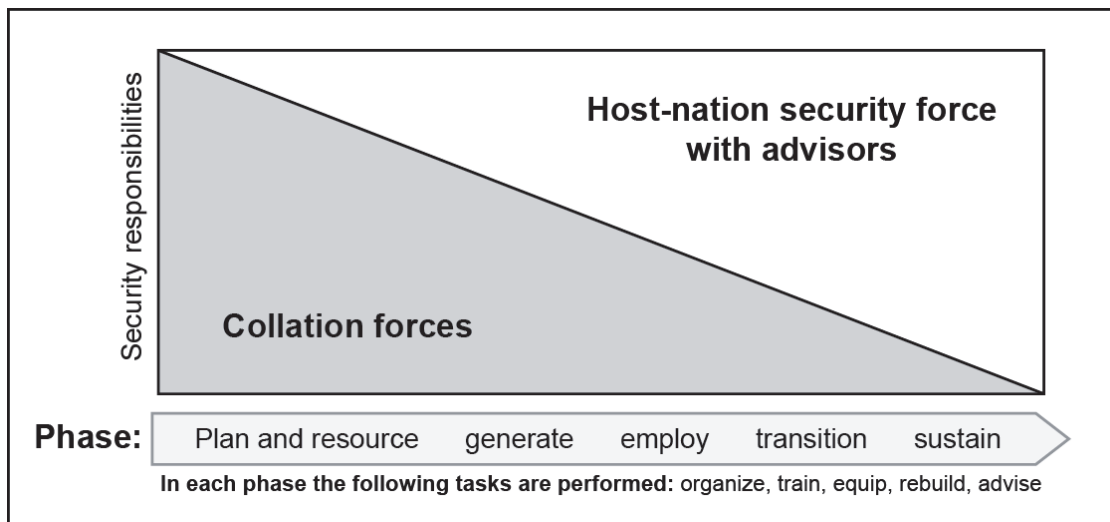 Security responsibilities
Host-nation security force
with advisors
Collation forces
Phase: Plan and resource generate employ transition sustain
In each phase the following tasks are performed: organize, train, equip, rebuild, advise